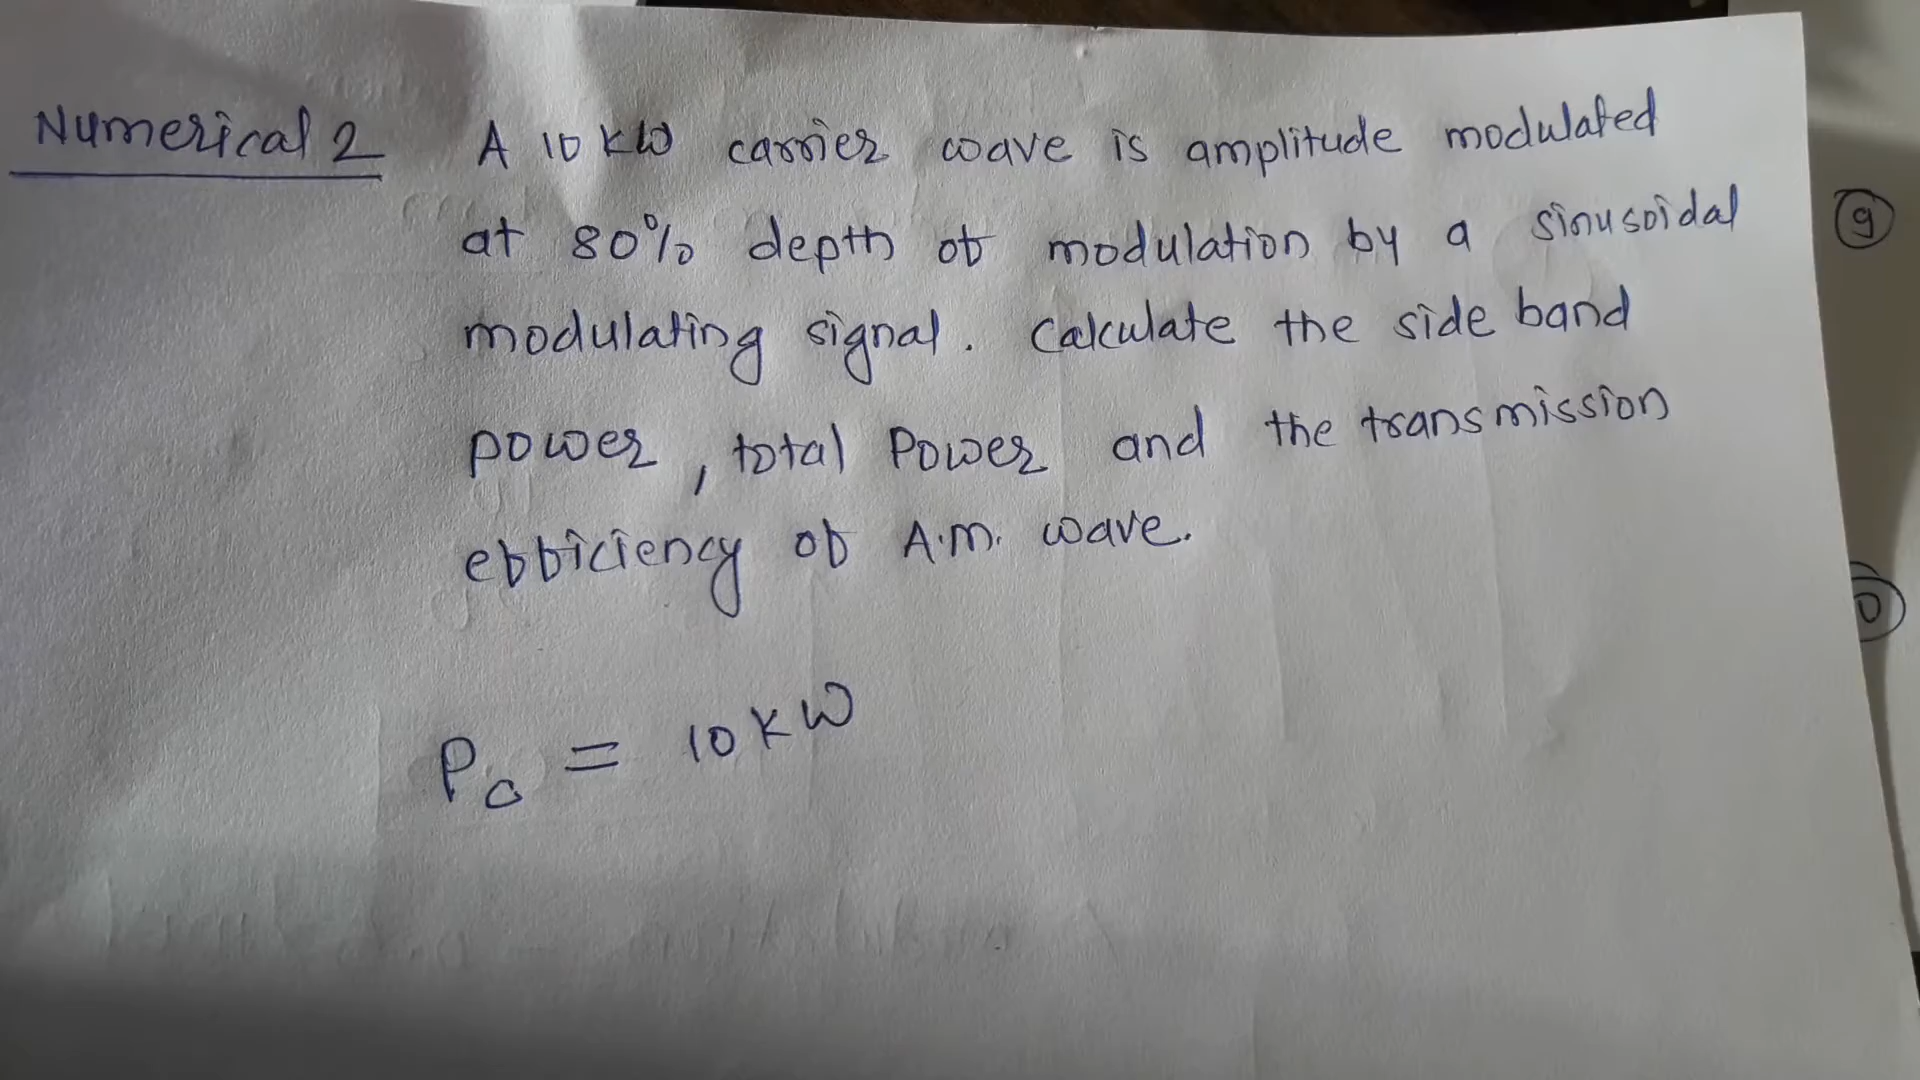 Numerical 2 A 10 kW carrier wave is amplitude modulated
at 80% depth of modulation by a sinusoidal
modulating signal. Calculate the side band
power, total Power and the transmission
efficiency of A.M. wave.
Pc = 10 kW
9